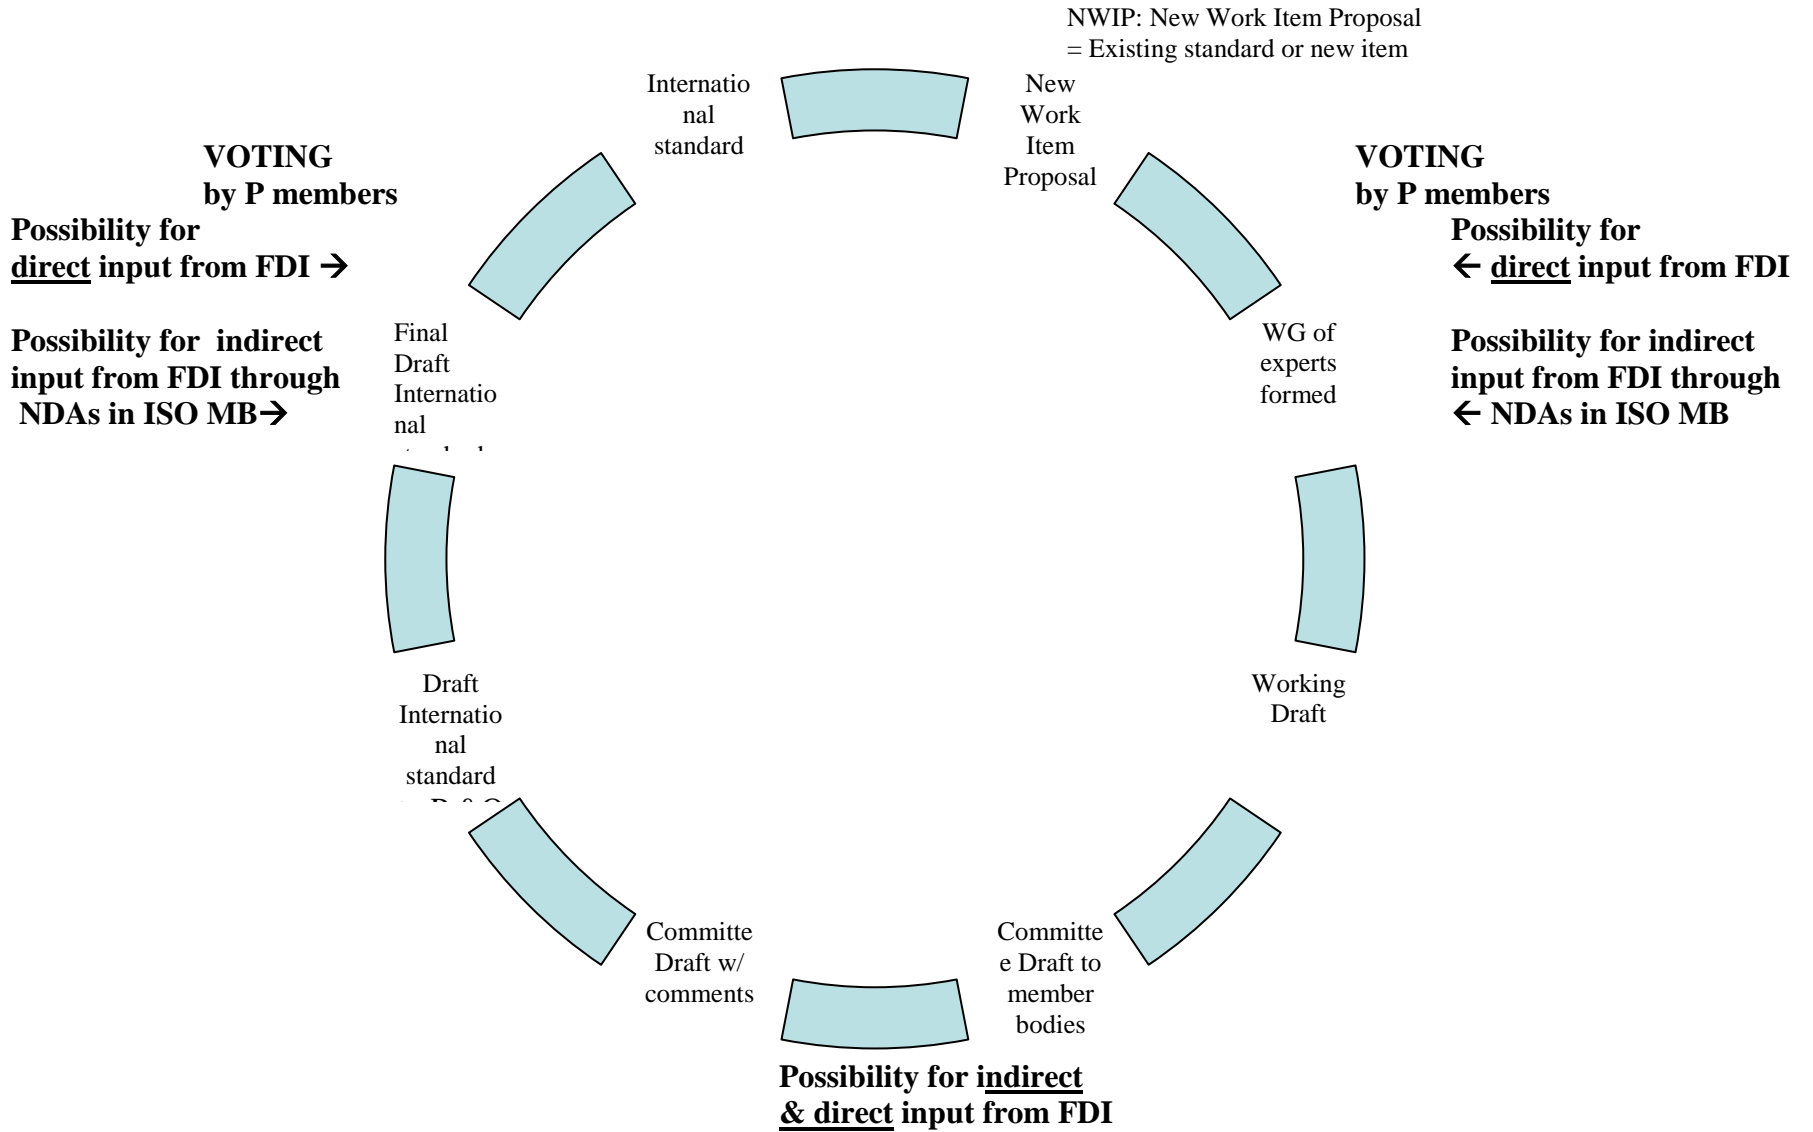 NWIP: New Work Item Proposal
= Existing standard or new item
New
Work
Item
Proposal
VOTING
by P members
Possibility for
← direct input from FDI
Possibility for indirect
input from FDI through
← NDAs in ISO MB
WG of
experts
formed
Working
Draft
Committe
e Draft to
member
bodies
Possibility for indirect
& direct input from FDI
Committe
Draft w/
comments
Draft
Internatio
nal
standard
Final
Draft
Internatio
nal
VOTING
by P members
Possibility for
direct input from FDI →
Possibility for indirect
input from FDI through
NDAs in ISO MB→
Internatio
nal
standard